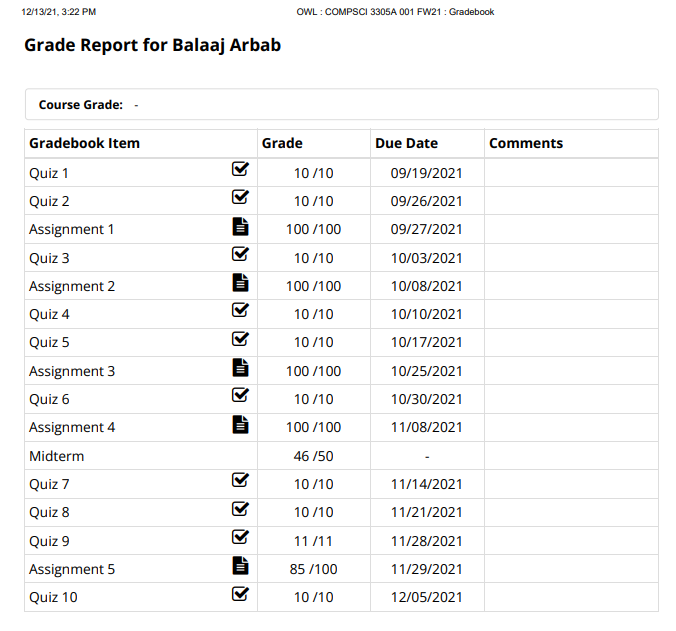 12/13/21, 3:22 PM OWL : COMPSCI 3305A 001 FW21 : Gradebook
Grade Report for Balaaj Arbab
Course Grade: -
Gradebook Item Grade Due Date Comments
Quiz 1 10 /10 09/19/2021
Quiz 2 10 /10 09/26/2021
Assignment 1 100 /100 09/27/2021
Quiz 3 10 /10 10/03/2021
Assignment 2 100 /100 10/08/2021
Quiz 4 10 /10 10/10/2021
Quiz 5 10 /10 10/17/2021
Assignment 3 100 /100 10/25/2021
Quiz 6 10 /10 10/30/2021
Assignment 4 100 /100 11/08/2021
Midterm 46 /50 -
Quiz 7 10 /10 11/14/2021
Quiz 8 10 /10 11/21/2021
Quiz 9 11 /11 11/28/2021
Assignment 5 85 /100 11/29/2021
Quiz 10 10 /10 12/05/2021